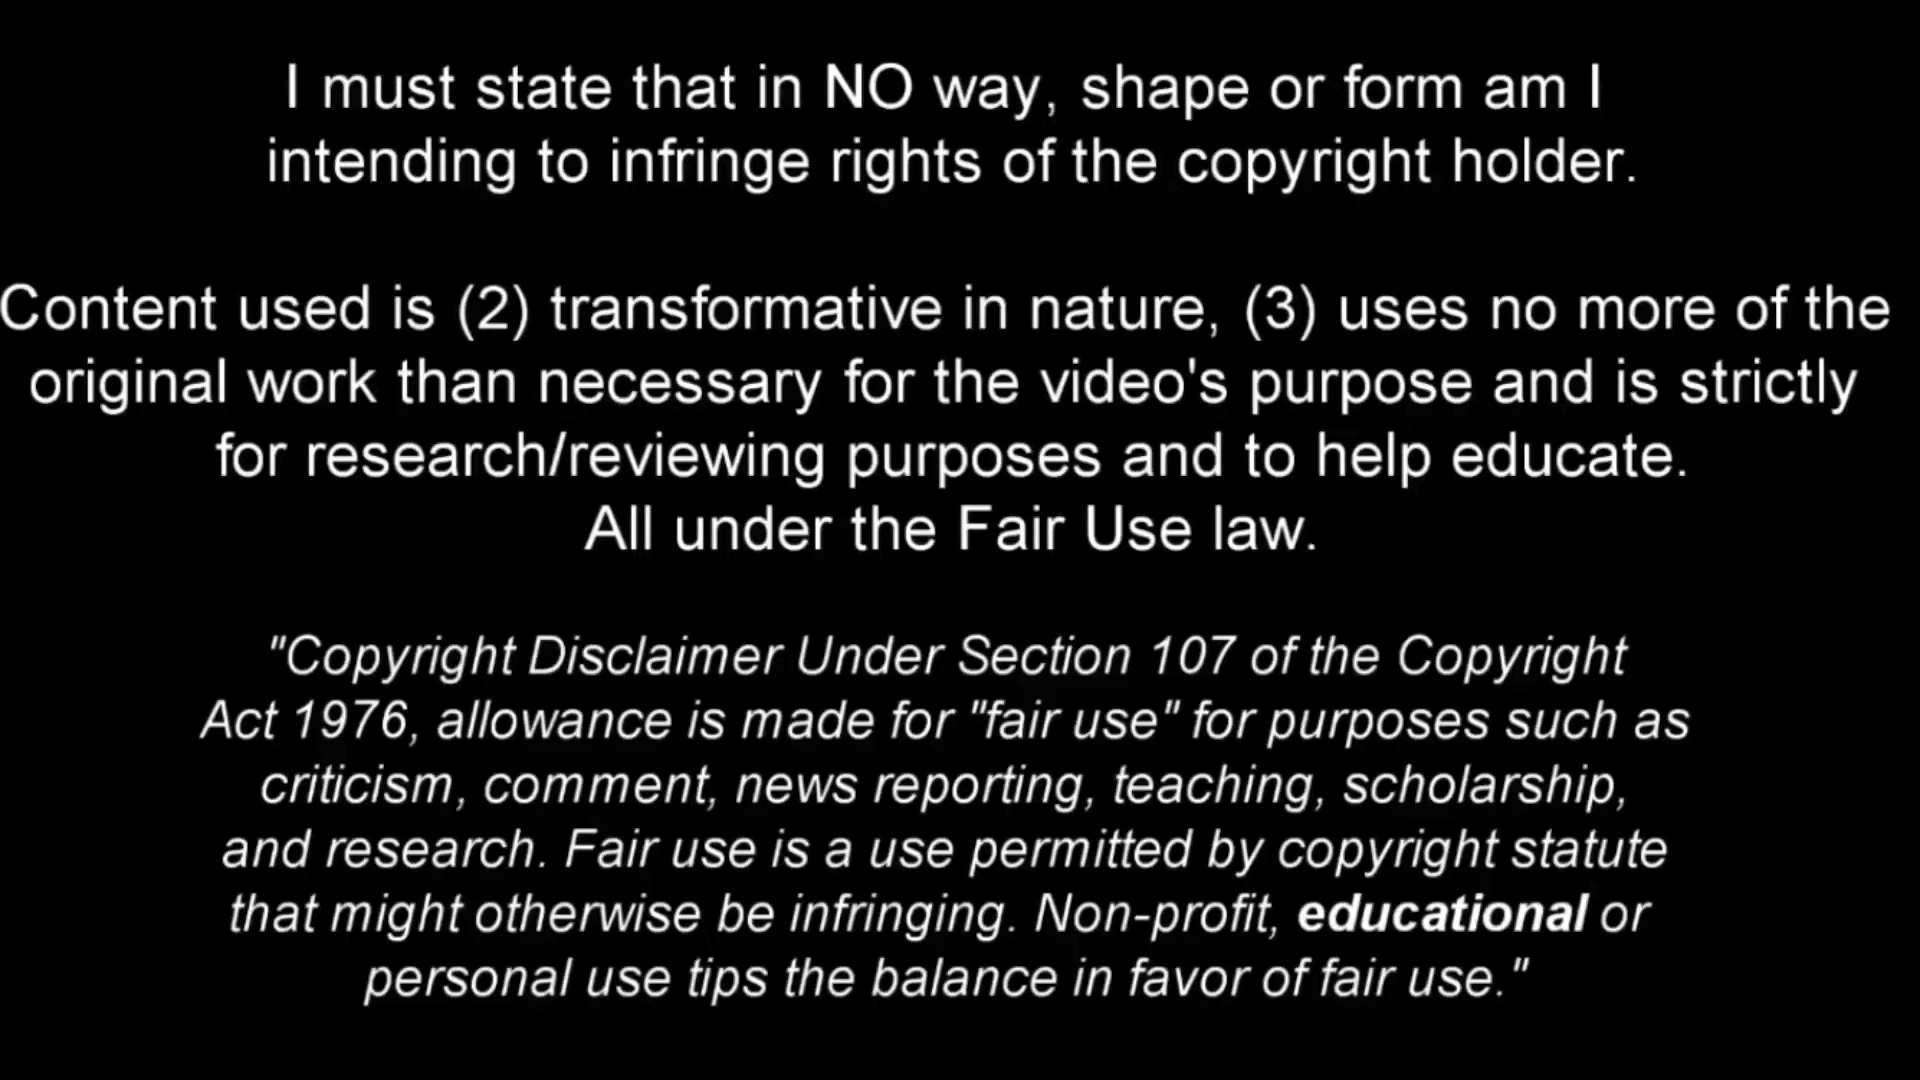 I must state that in NO way, shape or form am I
intending to infringe rights of the copyright holder.
Content used is (2) transformative in nature, (3) uses no more of the
original work than necessary for the video's purpose and is strictly
for research/reviewing purposes and to help educate.
All under the Fair Use law.
"Copyright Disclaimer Under Section 107 of the Copyright
Act 1976, allowance is made for "fair use" for purposes such as
criticism, comment, news reporting, teaching, scholarship,
and research. Fair use is a use permitted by copyright statute
that might otherwise be infringing. Non-profit, educational or
personal use tips the balance in favor of fair use."